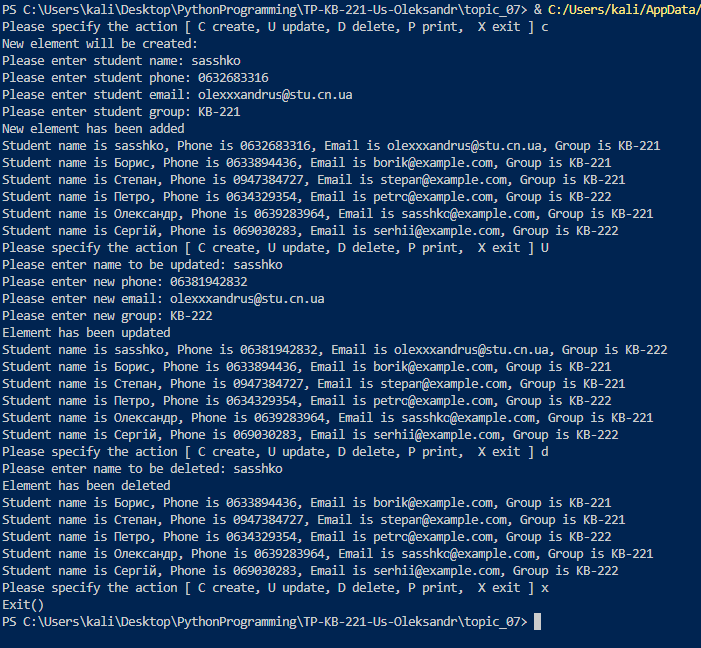 PS C:\Users\kali\Desktop\PythonProgramming\TP-KB-221-Us-Oleksandr\topic_07> & C:/Users/kali/AppData/
Please specify the action [ C create, U update, D delete, P print,  X exit ] c
New element will be created:
Please enter student name: sasshko
Please enter student phone: 0632683316
Please enter student email: olexxxandrus@stu.cn.ua
Please enter student group: KB-221
New element has been added
Student name is sasshko, Phone is 0632683316, Email is olexxxandrus@stu.cn.ua, Group is KB-221
Student name is Борис, Phone is 0633894436, Email is borik@example.com, Group is KB-221
Student name is Степан, Phone is 0947384727, Email is stepan@example.com, Group is KB-221
Student name is Петро, Phone is 0634329354, Email is petro@example.com, Group is KB-222
Student name is Олександр, Phone is 0639283964, Email is sasshko@example.com, Group is KB-221
Student name is Сергій, Phone is 069030283, Email is serhii@example.com, Group is KB-222
Please specify the action [ C create, U update, D delete, P print,  X exit ] U
Please enter name to be updated: sasshko
Please enter new phone: 06381942832
Please enter new email: olexxxandrus@stu.cn.ua
Please enter new group: KB-222
Element has been updated
Student name is sasshko, Phone is 06381942832, Email is olexxxandrus@stu.cn.ua, Group is KB-222
Student name is Борис, Phone is 0633894436, Email is borik@example.com, Group is KB-221
Student name is Степан, Phone is 0947384727, Email is stepan@example.com, Group is KB-221
Student name is Петро, Phone is 0634329354, Email is petro@example.com, Group is KB-222
Student name is Олександр, Phone is 0639283964, Email is sasshko@example.com, Group is KB-221
Student name is Сергій, Phone is 069030283, Email is serhii@example.com, Group is KB-222
Please specify the action [ C create, U update, D delete, P print,  X exit ] d
Please enter name to be deleted: sasshko
Element has been deleted
Student name is Борис, Phone is 0633894436, Email is borik@example.com, Group is KB-221
Student name is Степан, Phone is 0947384727, Email is stepan@example.com, Group is KB-221
Student name is Петро, Phone is 0634329354, Email is petro@example.com, Group is KB-222
Student name is Олександр, Phone is 0639283964, Email is sasshko@example.com, Group is KB-221
Student name is Сергій, Phone is 069030283, Email is serhii@example.com, Group is KB-222
Please specify the action [ C create, U update, D delete, P print,  X exit ] x
Exit()
PS C:\Users\kali\Desktop\PythonProgramming\TP-KB-221-Us-Oleksandr\topic_07>